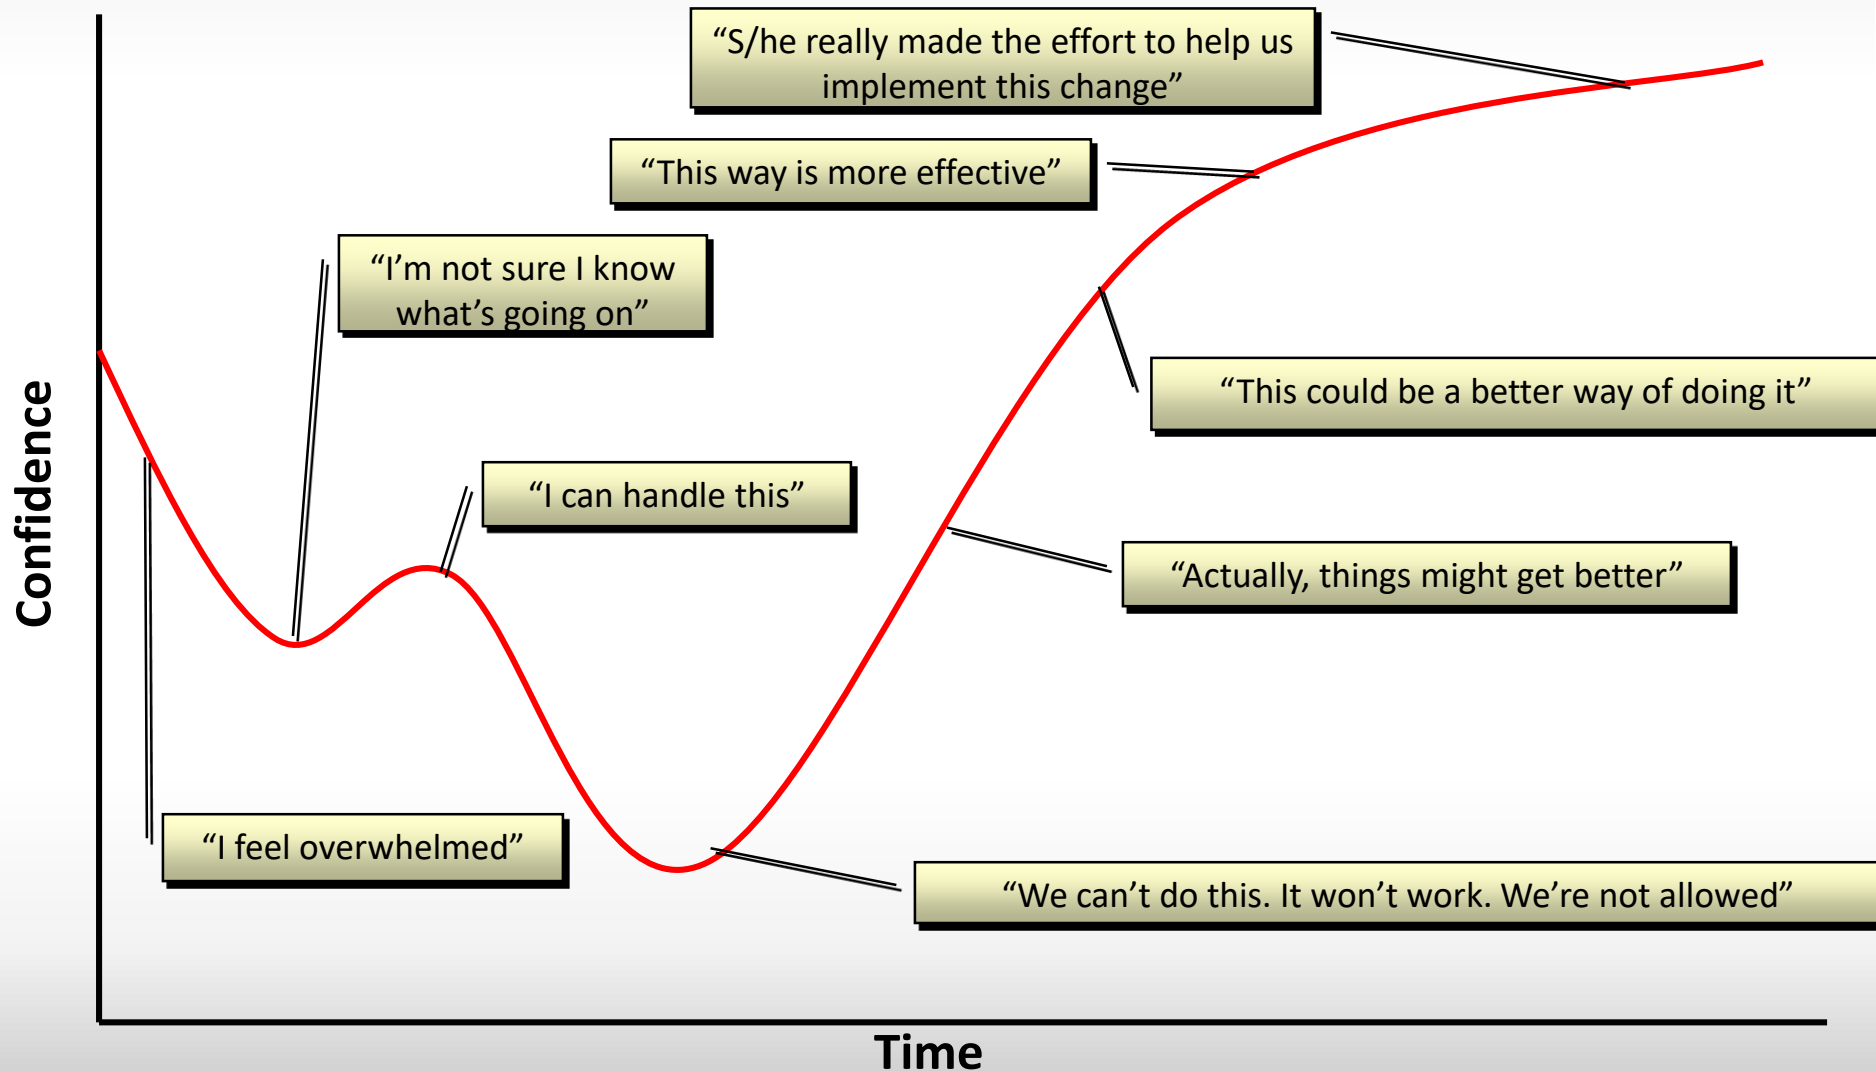 “S/he really made the effort to help us
implement this change”
“This way is more effective”
“I’m not sure I know
what’s going on”
“This could be a better way of doing it”
Confidence
“I can handle this”
“Actually, things might get better”
“I feel overwhelmed”
“We can’t do this. It won’t work. We’re not allowed”
Time